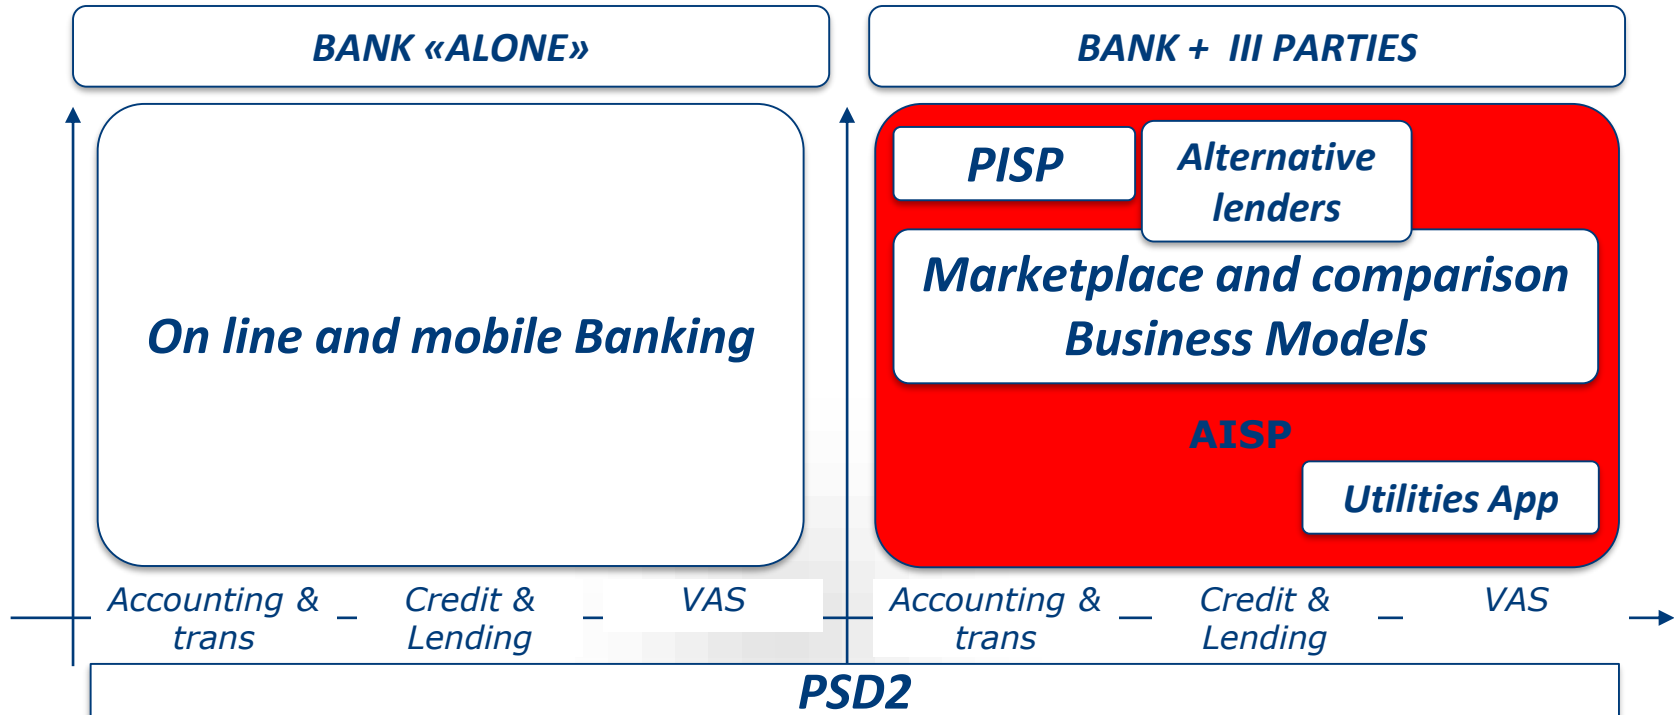 BANK «ALONE»
BANK + III PARTIES
On line and mobile Banking
PISP
Alternative
lenders
Marketplace and comparison
Business Models
AISP
Utilities App
Accounting &
trans
Credit &
Lending
VAS
Accounting &
trans
Credit &
Lending
VAS
PSD2